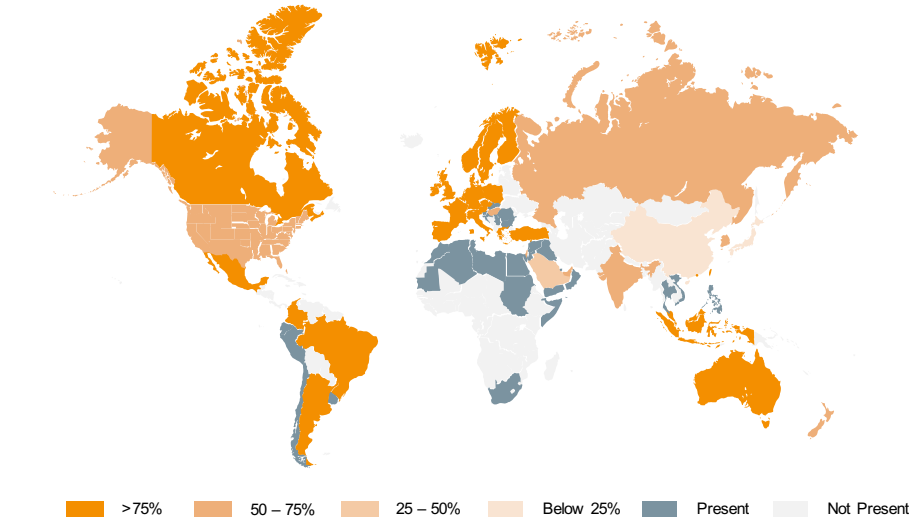 >75%
50 – 75%
25 – 50%
Below 25%
Present
Not Present